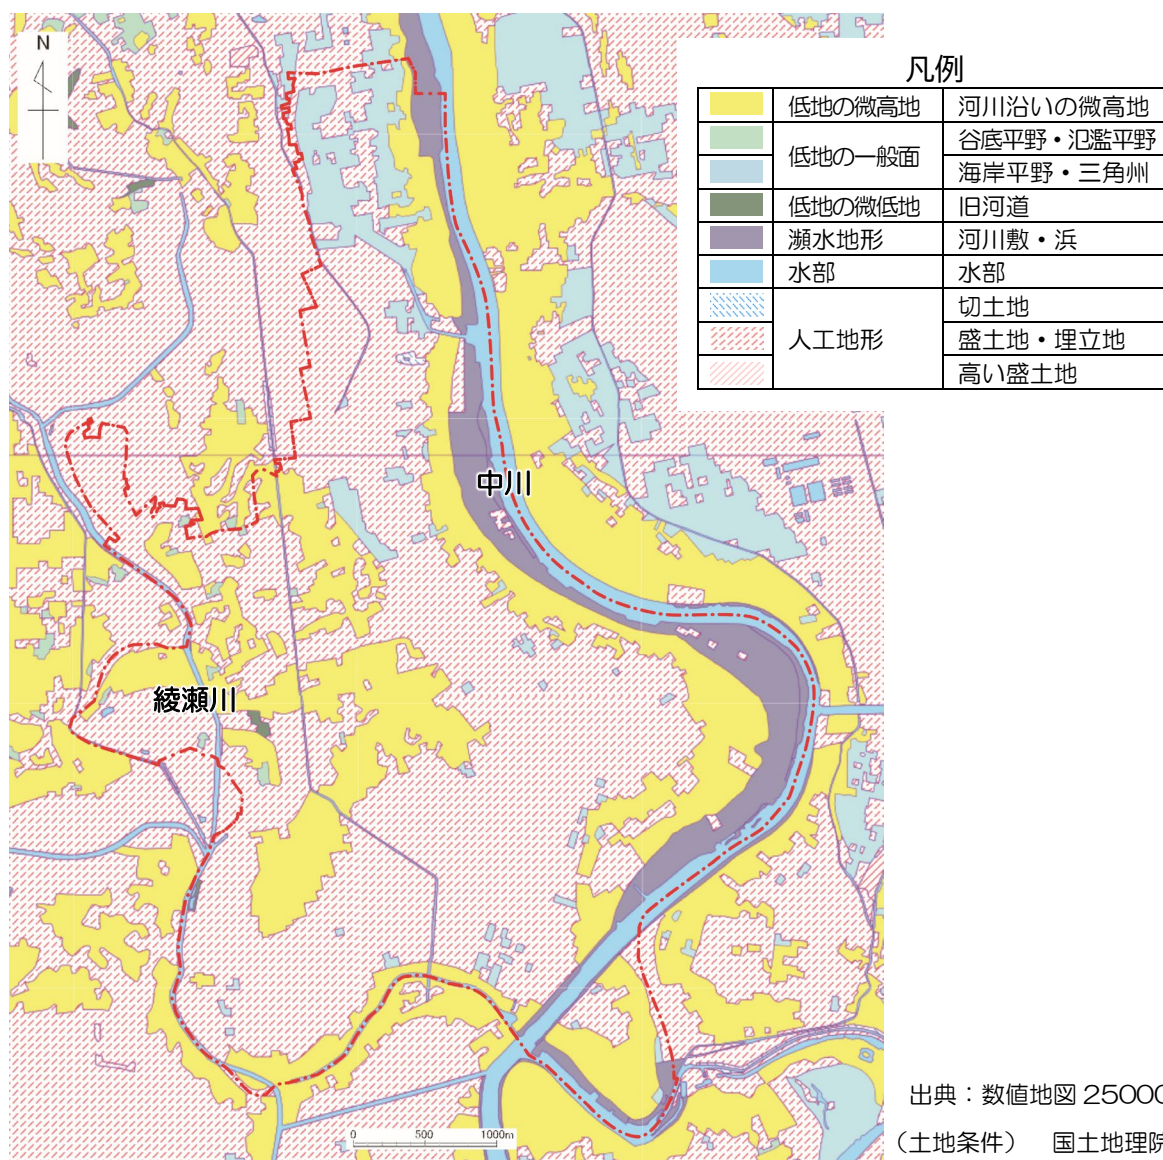 N
凡例
低地の微高地 河川沿いの微高地
低地の一般面 谷底平野・氾濫平野
海岸平野・三角州
低地の微低地 旧河道
瀕水地形 河川敷・浜
水部 水部
人工地形 切土地
盛土地・埋立地
高い盛土地
中川
綾瀬川
0 500 1000m
出典:数値地図 25000
(土地条件) 国土地理院